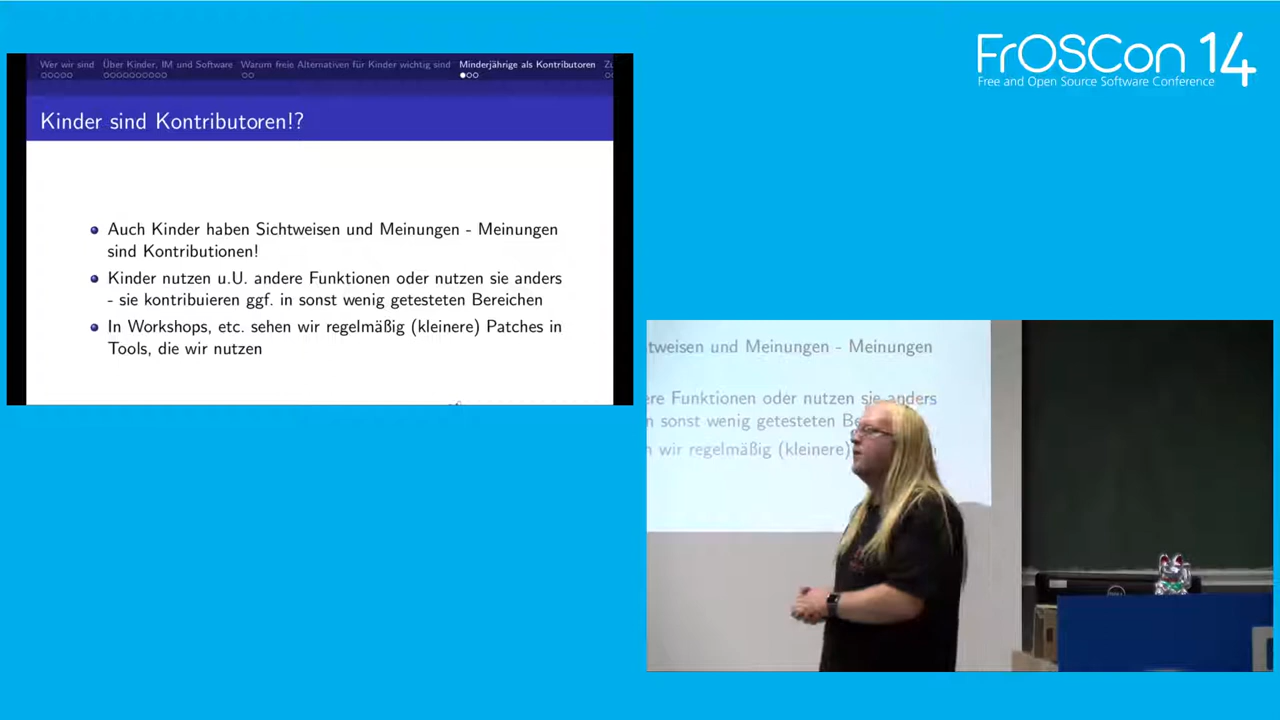 FrOSCon 14
Free and Open Source Software Conference
Wer wir sind Über Kinder, IM und Software Warum freie Alternativen für Kinder wichtig sind Minderjährige als Kontributoren Zu
Kinder sind Kontributoren!?
Auch Kinder haben Sichtweisen und Meinungen - Meinungen
sind Kontributionen!
Kinder nutzen u.U. andere Funktionen oder nutzen sie anders
- sie kontribuieren ggf. in sonst wenig getesteten Bereichen
In Workshops, etc. sehen wir regelmäßig (kleinere) Patches in
Tools, die wir nutzen
tweisen und Meinungen - Meinungen
ere Funktionen oder nutzen sie anders
n sonst wenig getesteten Be
n wir regelmäßig (kleinere)
DELL